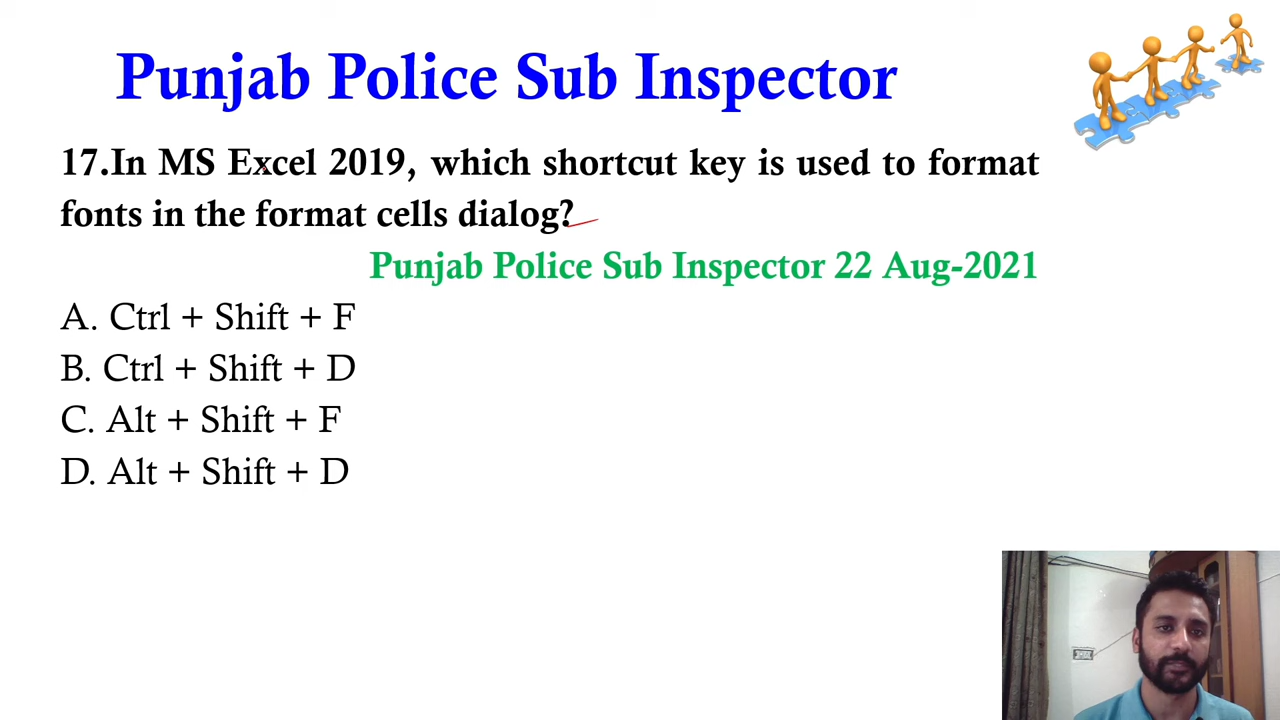 Punjab Police Sub Inspector
17.In MS Excel 2019, which shortcut key is used to format
fonts in the format cells dialog?
Punjab Police Sub Inspector 22 Aug-2021
A. Ctrl + Shift + F
B. Ctrl + Shift + D
C. Alt + Shift + F
D. Alt + Shift + D